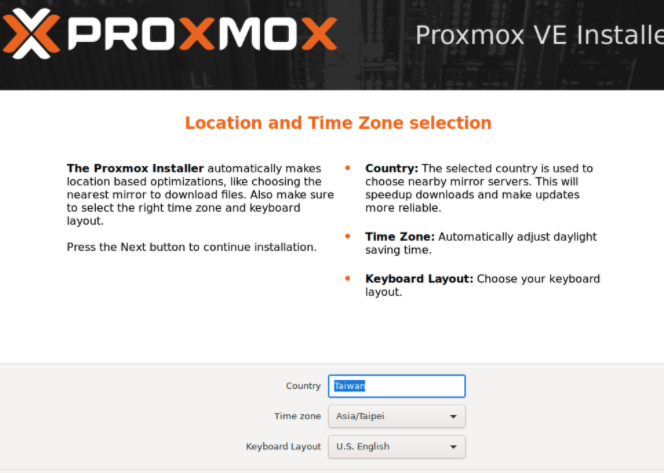 PROXMOX
Proxmox VE Installe
Location and Time Zone selection
The Proxmox Installer automatically makes
location based optimizations, like choosing the
nearest mirror to download files. Also make sure
to select the right time zone and keyboard
layout.
Press the Next button to continue installation.
• Country: The selected country is used to
choose nearby mirror servers. This will
speedup downloads and make updates
more reliable.
• Time Zone: Automatically adjust daylight
saving time.
• Keyboard Layout: Choose your keyboard
layout.
Country Taiwan
Time zone Asia/Taipei
Keyboard Layout U.S. English